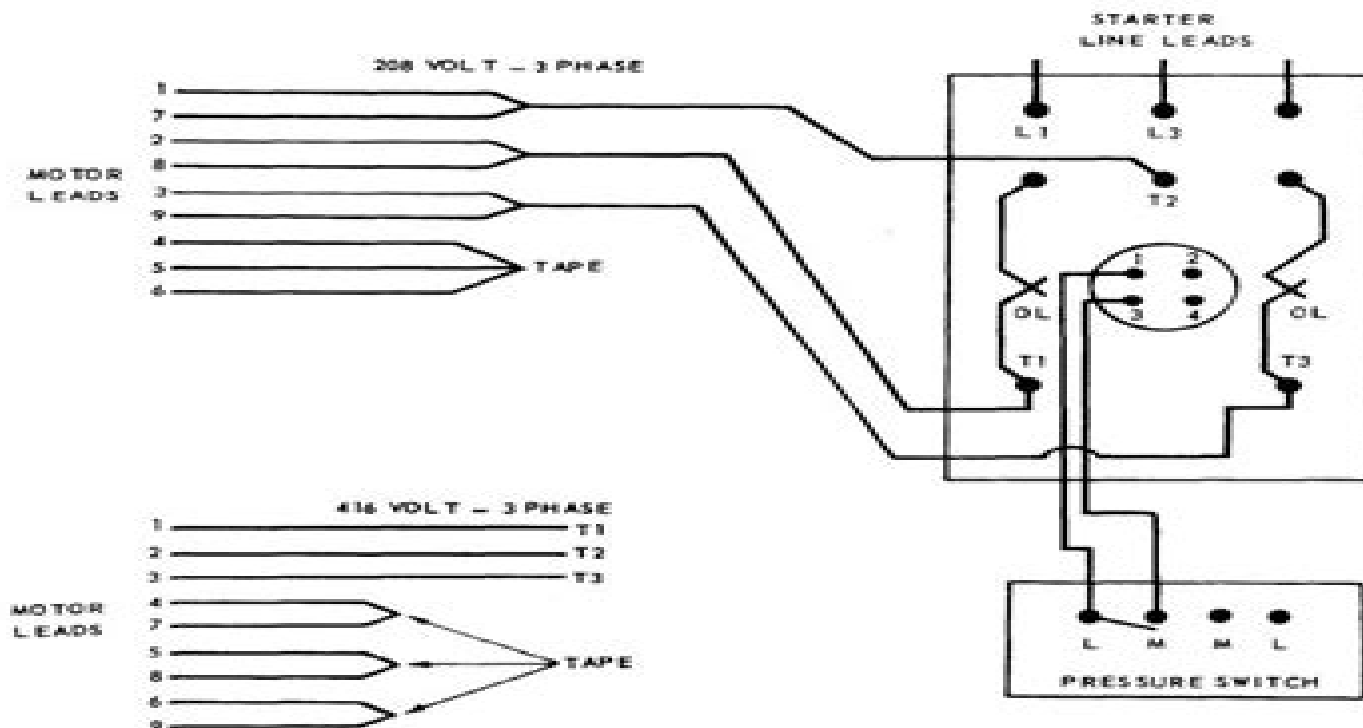 STARTER
LINE LEADS
208 VOLT - 3 PHASE
1
7
2
8
3
9
4
5
6
MOTOR
LEADS
TAPE
L1
L3
T2
1 2
3 4
OL
OL
T1
T3
416 VOLT - 3 PHASE
1
2
3
4
7
5
8
6
9
T1
T2
T3
MOTOR
LEADS
TAPE
L M M L
PRESSURE SWITCH